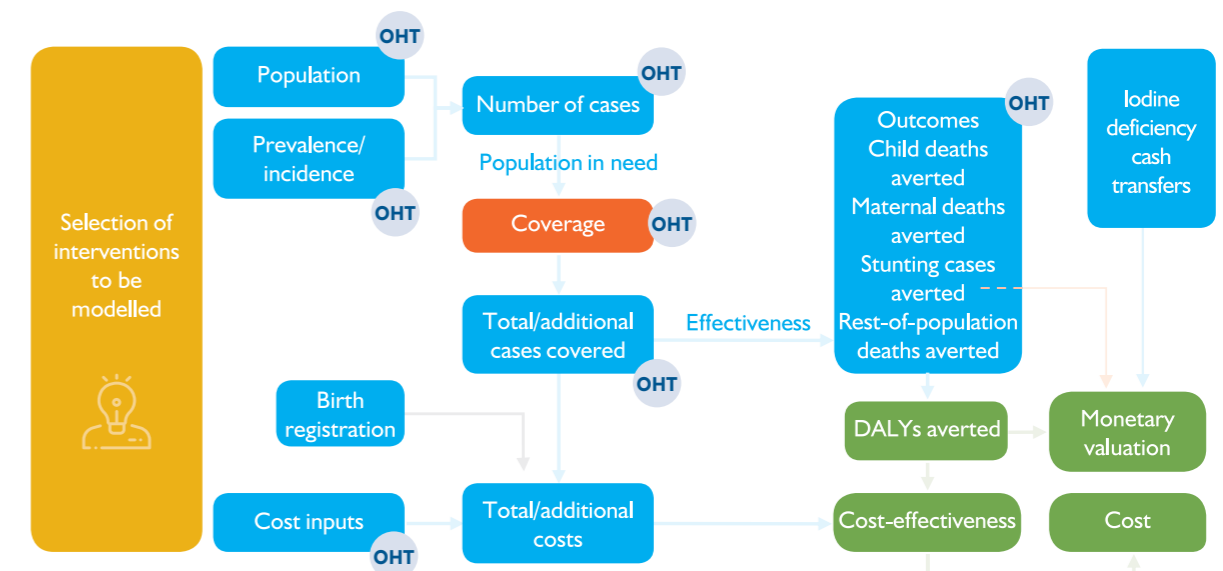 Selection of
interventions
to be
modelled
OHT
Population
Prevalence/
incidence
OHT
OHT
Number of cases
Population in need
Coverage
OHT
Total/additional
cases covered
OHT
Effectiveness
Birth
registration
Cost inputs
OHT
Total/additional
costs
OHT
Outcomes
Child deaths
averted
Maternal deaths
averted
Stunting cases
averted
Rest-of-population
deaths averted
Iodine
deficiency
cash
transfers
DALYs averted
Monetary
valuation
Cost-effectiveness
Cost